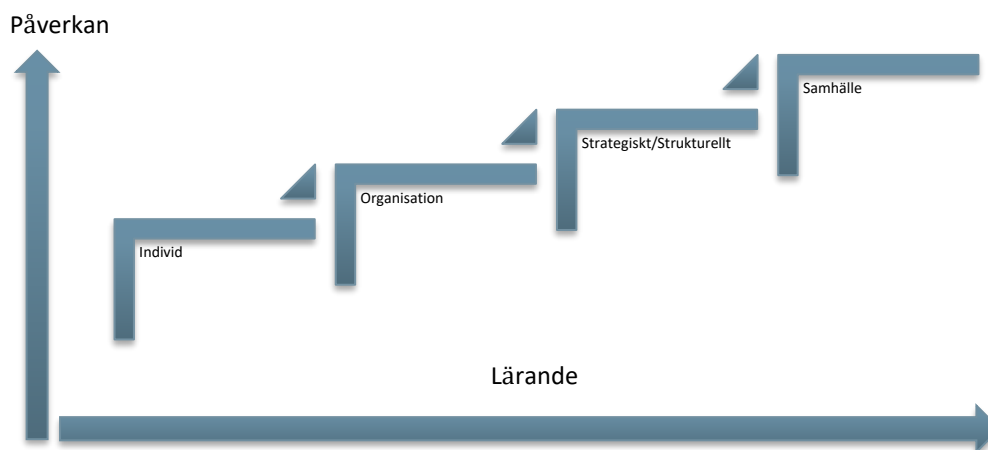 Påverkan
Samhälle
Strategiskt/Strukturellt
Organisation
Individ
Lärande